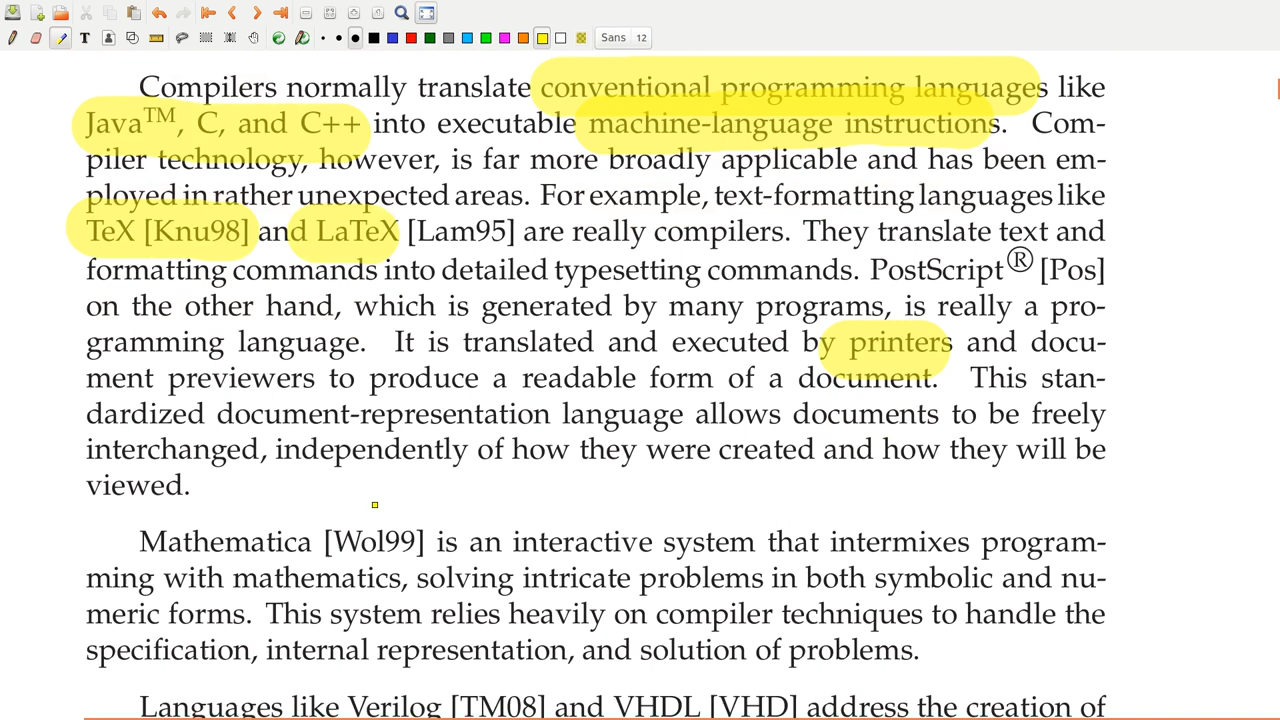 T
Sans 12
Compilers normally translate conventional programming languages like
Java™, C, and C++ into executable machine-language instructions. Com-
piler technology, however, is far more broadly applicable and has been em-
ployed in rather unexpected areas. For example, text-formatting languages like
TeX [Knu98] and LaTeX [Lam95] are really compilers. They translate text and
formatting commands into detailed typesetting commands. PostScript® [Pos]
on the other hand, which is generated by many programs, is really a pro-
gramming language. It is translated and executed by printers and docu-
ment previewers to produce a readable form of a document. This stan-
dardized document-representation language allows documents to be freely
interchanged, independently of how they were created and how they will be
viewed.
Mathematica [Wol99] is an interactive system that intermixes program-
ming with mathematics, solving intricate problems in both symbolic and nu-
meric forms. This system relies heavily on compiler techniques to handle the
specification, internal representation, and solution of problems.
Languages like Verilog [TM08] and VHDL [VHD] address the creation of